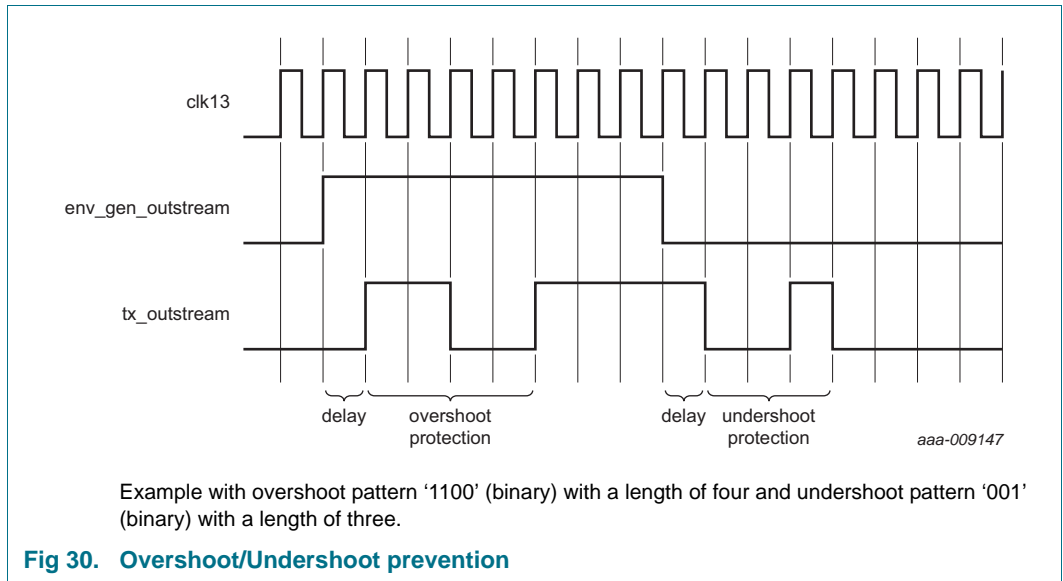 clk13
env_gen_outstream
tx_outstream
delay
overshoot
protection
delay
undershoot
protection
aaa-009147
Example with overshoot pattern ‘1100’ (binary) with a length of four and undershoot pattern ‘001’
(binary) with a length of three.
Fig 30. Overshoot/Undershoot prevention